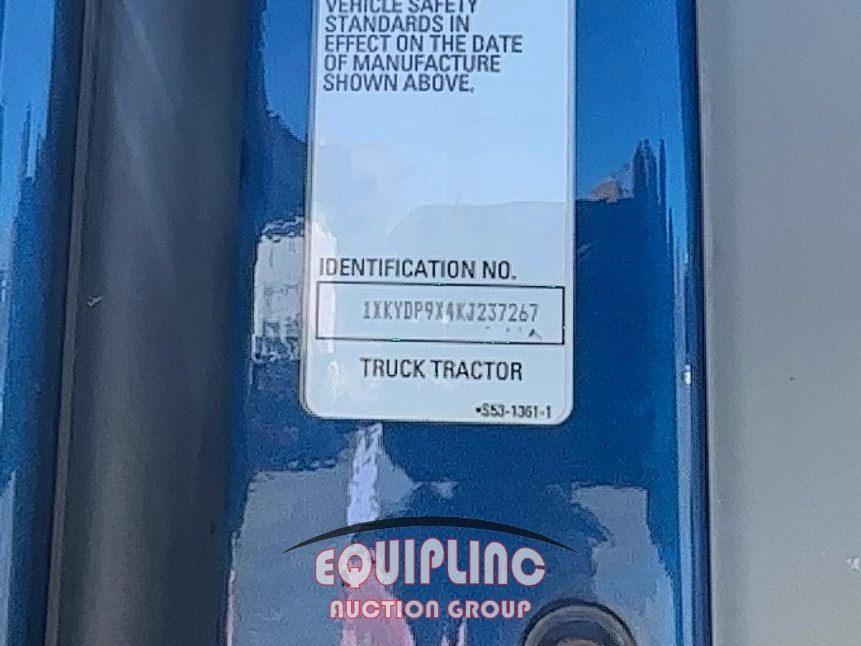 VEHICLE SAFETY
STANDARDS IN
EFFECT ON THE DATE
OF MANUFACTURE
SHOWN ABOVE.
IDENTIFICATION NO.
1XKYDP9X4KJ237267
TRUCK TRACTOR
•S53-1361-1
EQUIPLINC
AUCTION GROUP